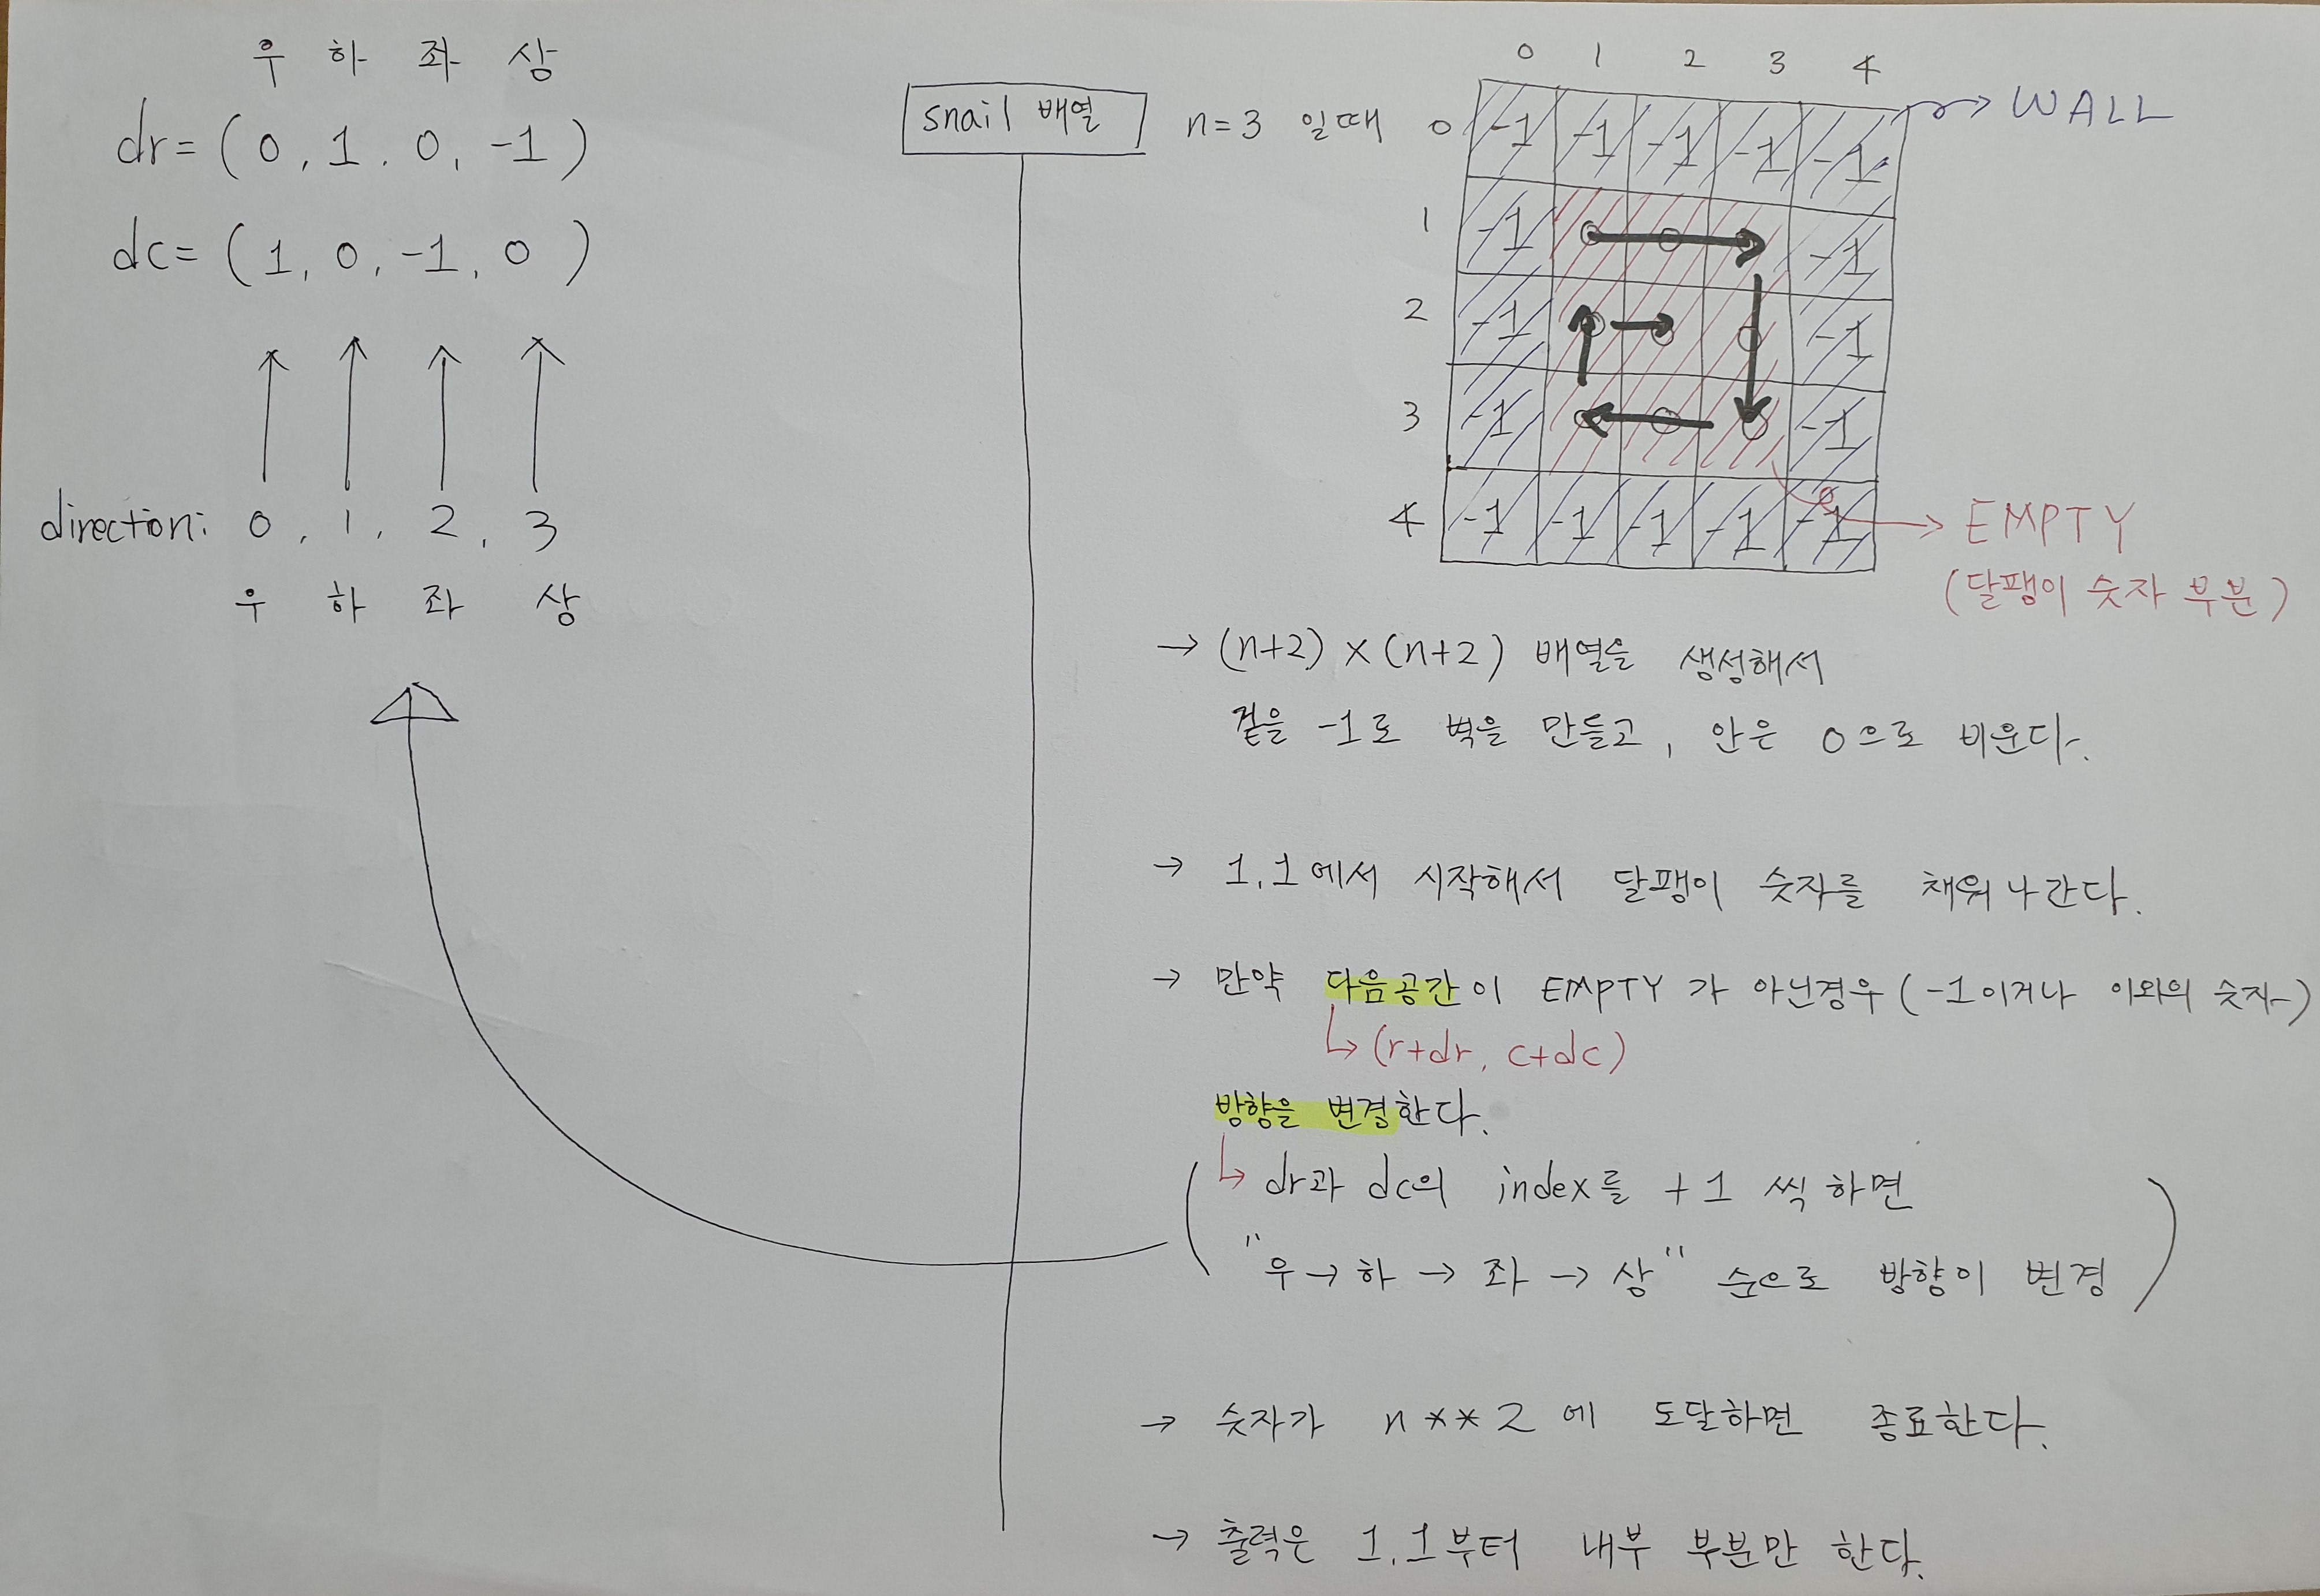 우 하 좌 상
dr = ( 0 , 1 . 0 , -1 )
dc = ( 1 , 0 , -1 , 0 )
direction: 0 , 1 , 2 , 3
우 하 좌 상
snail 배열
n=3 일때
0 1 2 3 4
0 -1 -1 -1 -1 -1
→ WALL
1 -1 0 0 0 -1
2 -1 0 0 0 -1
3 -1 0 0 0 -1
4 -1 -1 -1 -1 -1
→ EMPTY
(달팽이 숫자 부분)
→ (n+2) × (n+2) 배열을 생성해서
겉을 -1로 벽을 만들고, 안은 0으로 비운다.
→ 1,1에서 시작해서 달팽이 숫자를 채워나간다.
→ 만약 다음공간이 EMPTY가 아닌경우 (-1이거나 이외의 숫자)
↳ (r+dr, c+dc)
방향을 변경한다.
↳ dr과 dc의 index를 +1 씩 하면
"우 → 하 → 좌 → 상" 순으로 방향이 변경
→ 숫자가 n**2에 도달하면 종료한다.
→ 출력은 1,1부터 내부 부분만 한다.